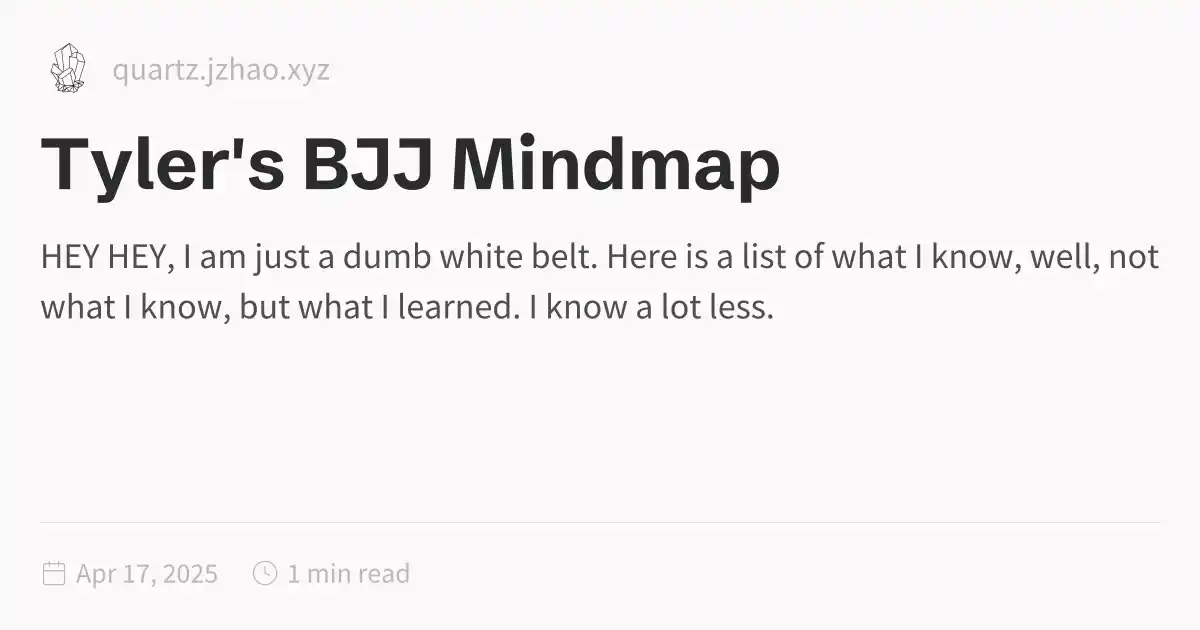 quartz.jzhao.xyz
Tyler's BJJ Mindmap
HEY HEY, I am just a dumb white belt. Here is a list of what I know, well, not
what I know, but what I learned. I know a lot less.
Apr 17, 2025 1 min read